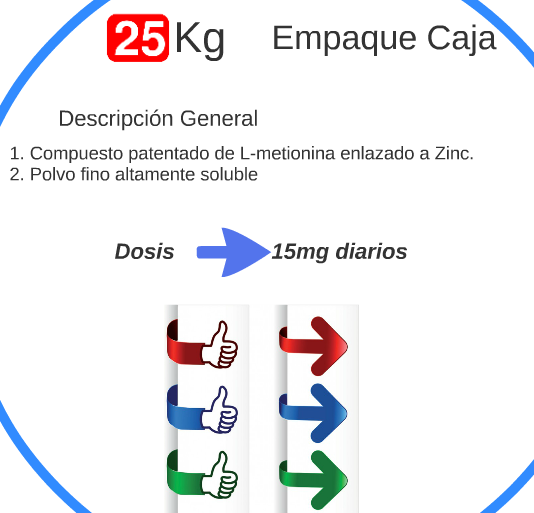 25 Kg Empaque Caja
Descripción General
1. Compuesto patentado de L-metionina enlazado a Zinc.
2. Polvo fino altamente soluble
Dosis 15mg diarios